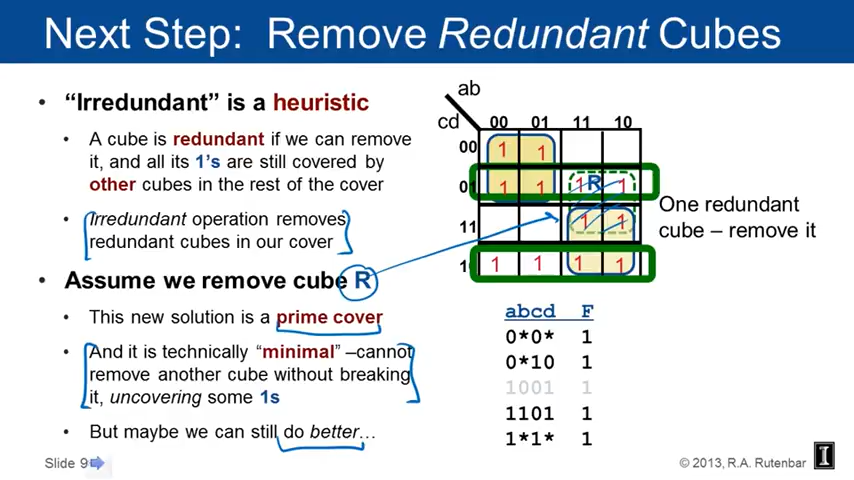 Next Step: Remove Redundant Cubes
• "Irredundant" is a heuristic
• A cube is redundant if we can remove
it, and all its 1's are still covered by
other cubes in the rest of the cover
• Irredundant operation removes
redundant cubes in our cover
• Assume we remove cube R
• This new solution is a prime cover
• And it is technically "minimal" –cannot
remove another cube without breaking
it, uncovering some 1s
• But maybe we can still do better…
ab
cd 00 01 11 10
00 1 1
01 1 1 1 R 1
11 1 1
1 1 1 1 1
One redundant
cube – remove it
abcd F
0*0* 1
0*10 1
1001 1
1101 1
1*1* 1
Slide 9
© 2013, R.A. Rutenbar
I